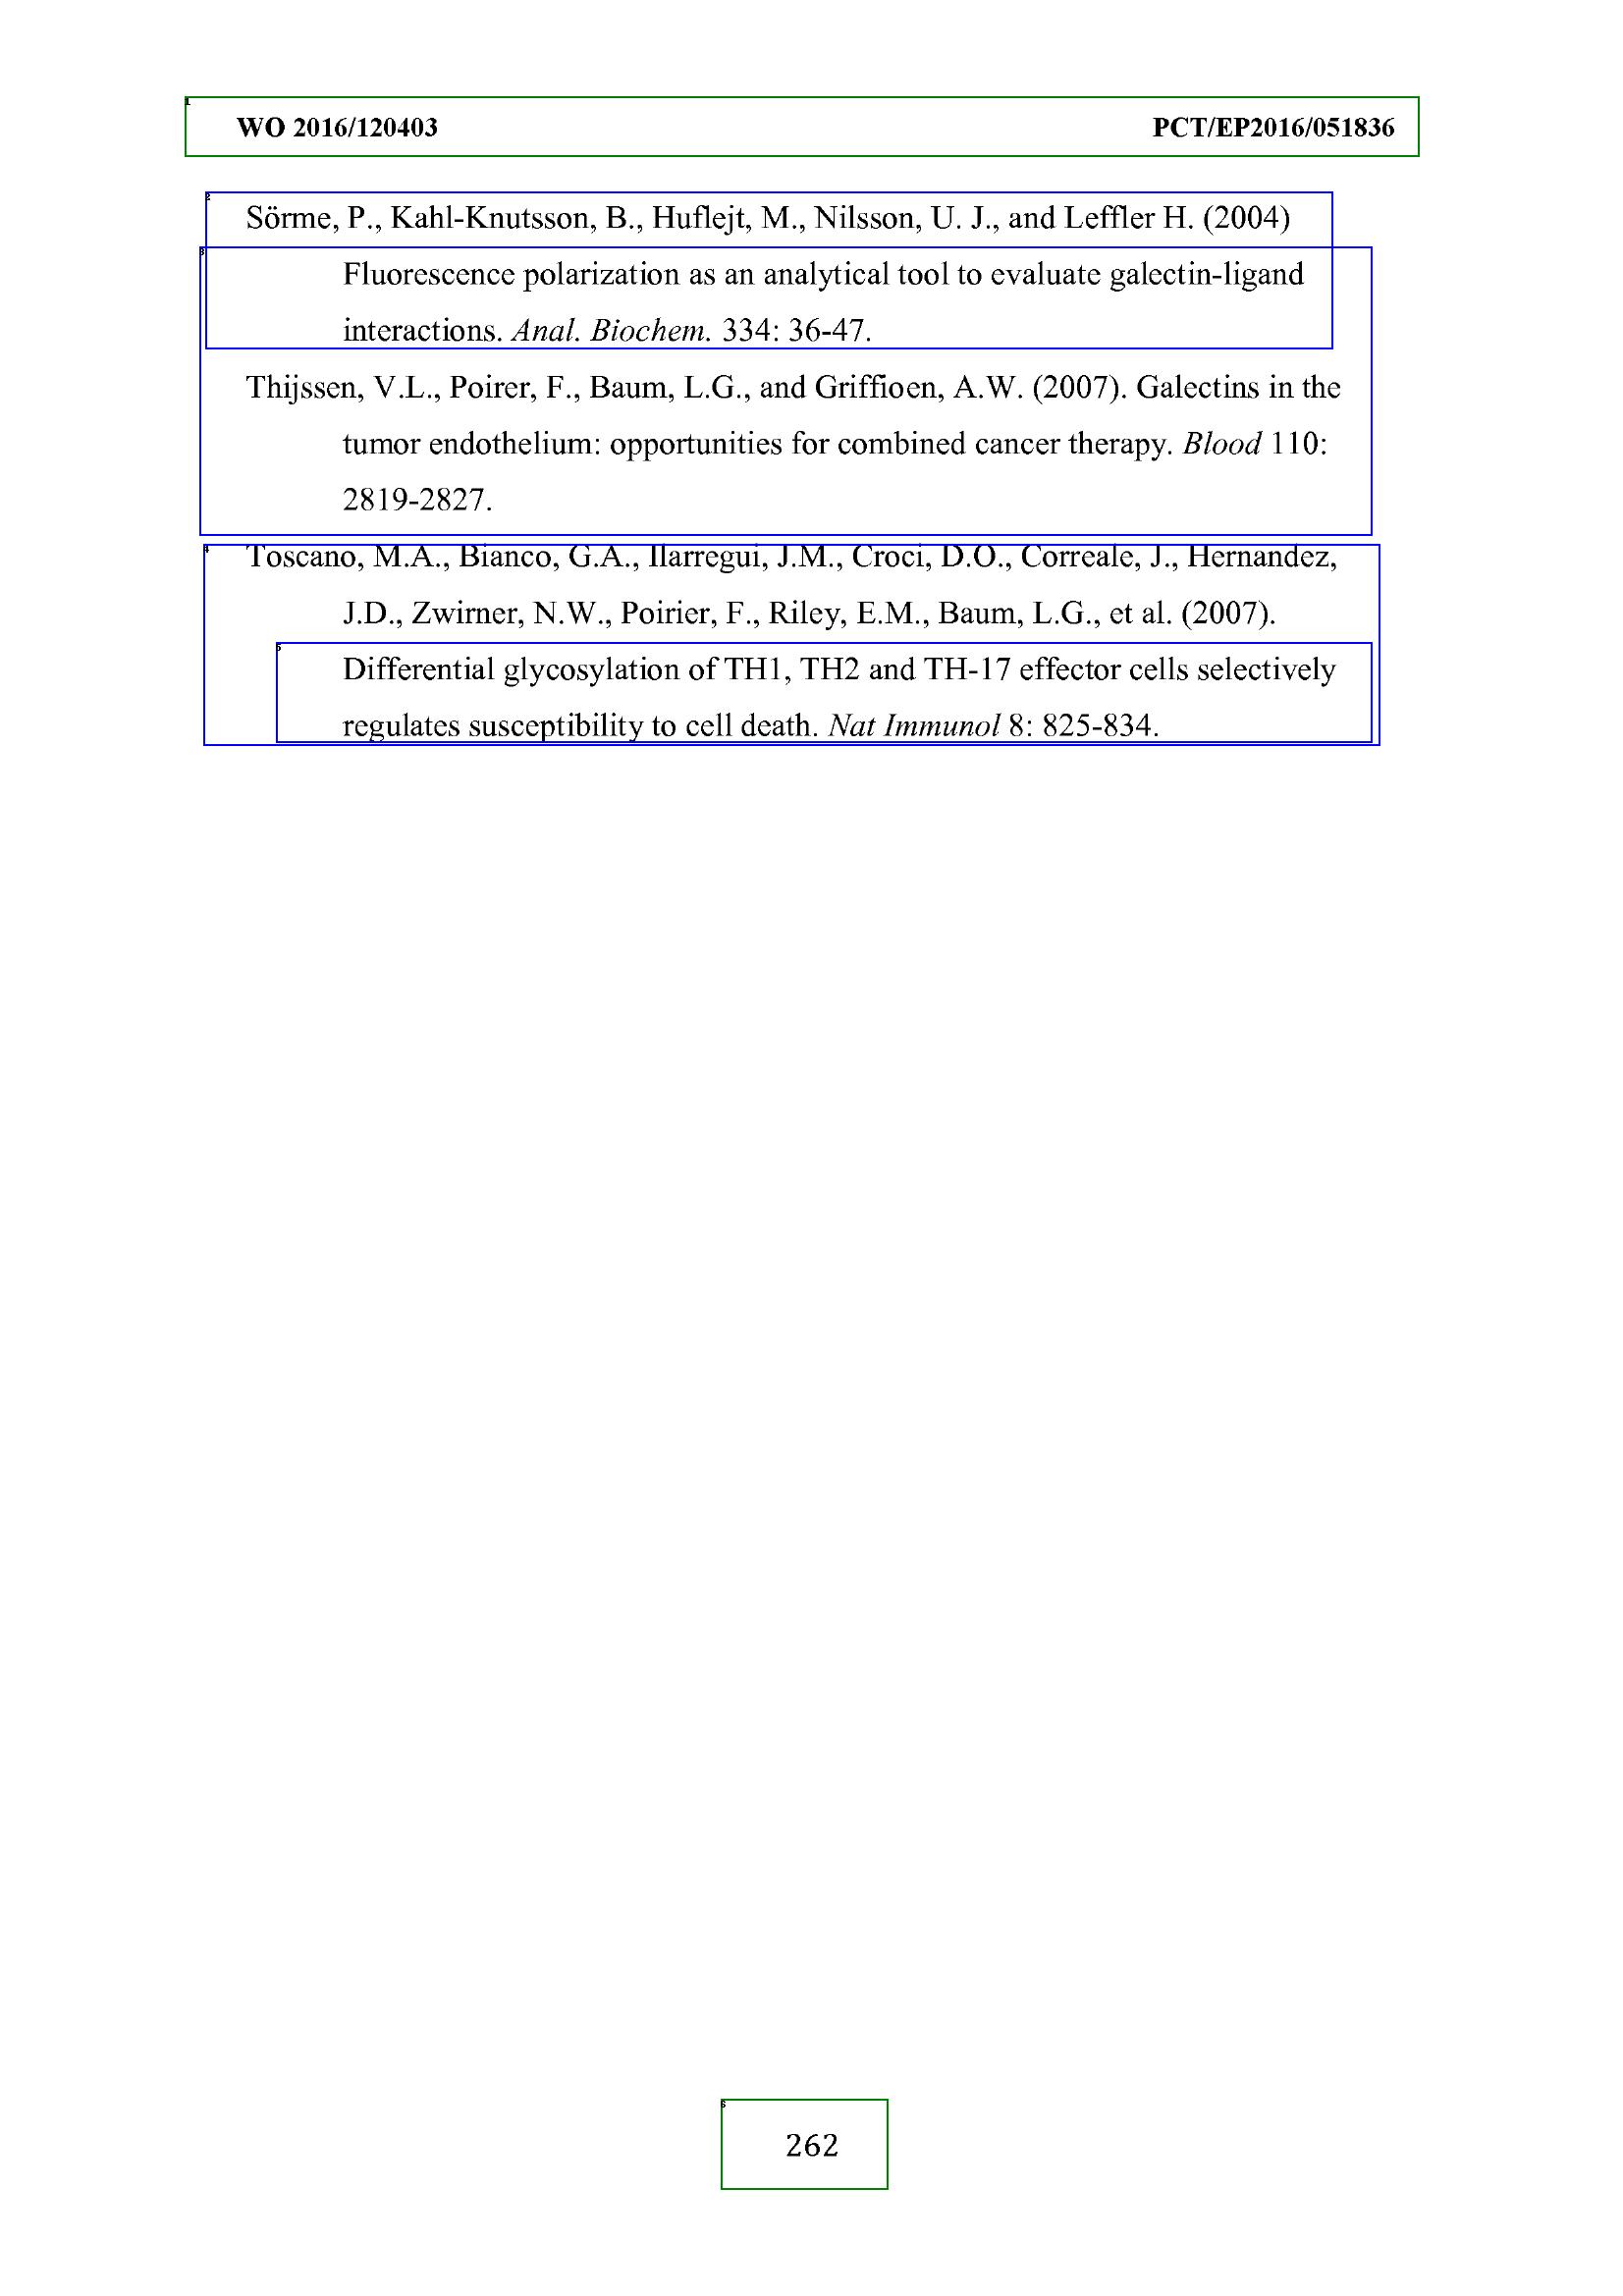 WO 2016/120403 PCT/EP2016/051836
Sörme, P., Kahl-Knutsson, B., Huflejt, M., Nilsson, U. J., and Leffler H. (2004)
Fluorescence polarization as an analytical tool to evaluate galectin-ligand
interactions. Anal. Biochem. 334: 36-47.
Thijssen, V.L., Poirer, F., Baum, L.G., and Griffioen, A.W. (2007). Galectins in the
tumor endothelium: opportunities for combined cancer therapy. Blood 110:
2819-2827.
Toscano, M.A., Bianco, G.A., Ilarregui, J.M., Croci, D.O., Correale, J., Hernandez,
J.D., Zwirner, N.W., Poirier, F., Riley, E.M., Baum, L.G., et al. (2007).
Differential glycosylation of TH1, TH2 and TH-17 effector cells selectively
regulates susceptibility to cell death. Nat Immunol 8: 825-834.
262